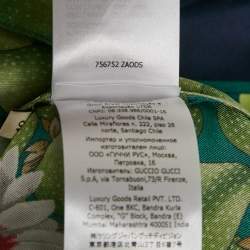 756752 ZAODS
Luxury Goods Chile SPA
Calle Miraflores n. 222, piso 28
norte, Santiago Chile
Импортер и уполномоченное
изготовителем лицо:
ООО «ГУЧЧИ РУС», Москва,
Петровка, 16
Изготовитель: GUCCIO GUCCI
S.p.A, via Tornabuoni,73/R Firenze,
Италия
Luxury Goods Retail PVT. LTD.
C-601, One BKC, Bandra Kurla
Complex, "G" Block, Bandra (E)
Mumbai Maharashtra 400051
India